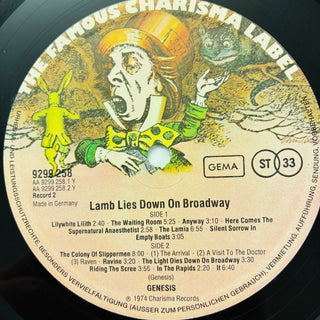 THE FAMOUS CHARISMA LABEL
9299 258
AA 9299 258.1 Y
AA 9299 258.2 Y
Record 2
Made in Germany
GEMA
ST 33
Lamb Lies Down On Broadway
SIDE 1
Lilywhite Lilith 2:40 · The Waiting Room 5:25 · Anyway 3:10 · Here Comes The
Supernatural Anaesthetist 2:58 · The Lamia 6:55 · Silent Sorrow In
Empty Boats 3:05
SIDE 2
The Colony Of Slippermen · (1) The Arrival · (2) A Visit To The Doctor
(3) Raven · Ravine 3:00 · The Light Dies Down On Broadway 3:30
Riding The Scree 3:55 · In The Rapids 2:20 · It 6:40
(Genesis)
GENESIS
℗ 1974 Charisma Records
UND LEISTUNGSSCHUTZRECHTE, BESONDERS VERVIELFÄLTIGUNG (AUSSER ZUM PERSÖNLICHEN GEBRAUCH), VERMIETUNG, AUFFÜHRUNG, SENDUNG,